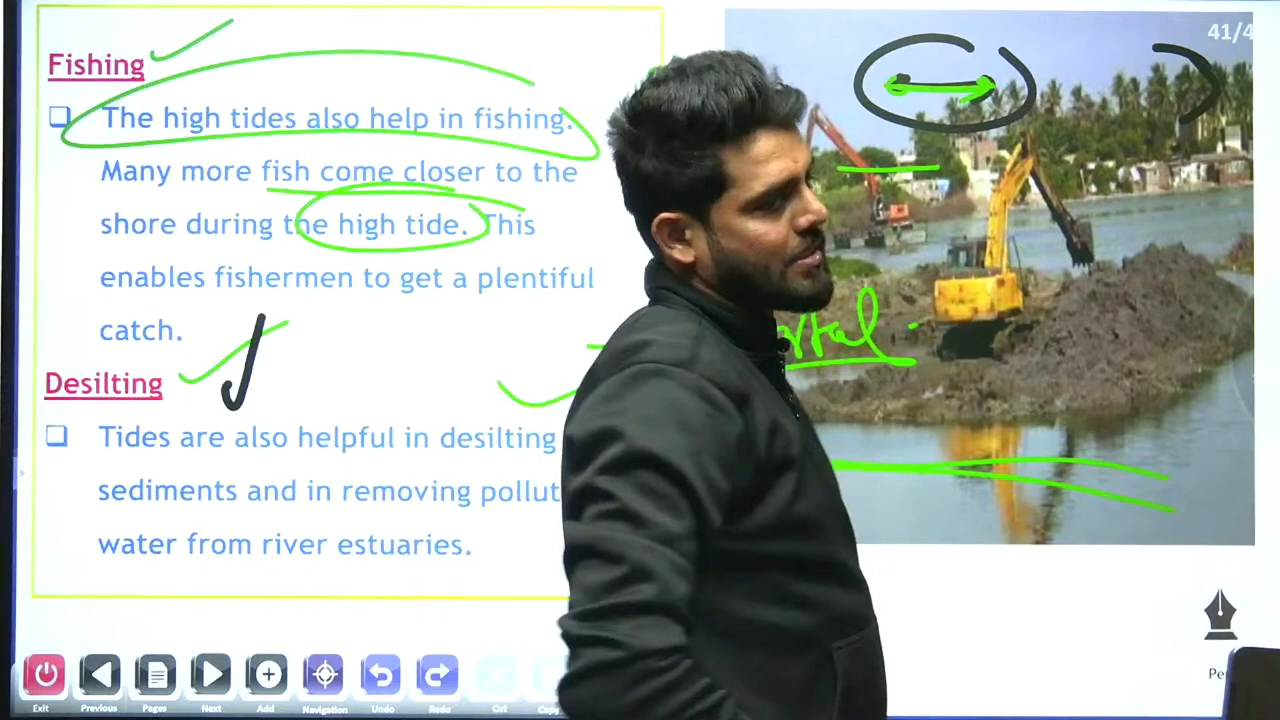 41/4
Fishing
❑ The high tides also help in fishing.
Many more fish come closer to the
shore during the high tide. This
enables fishermen to get a plentiful
catch.
Desilting
❑ Tides are also helpful in desilting
sediments and in removing pollut
water from river estuaries.
Exit Previous Pages Next Add Navigation Undo Redo Cut Copy